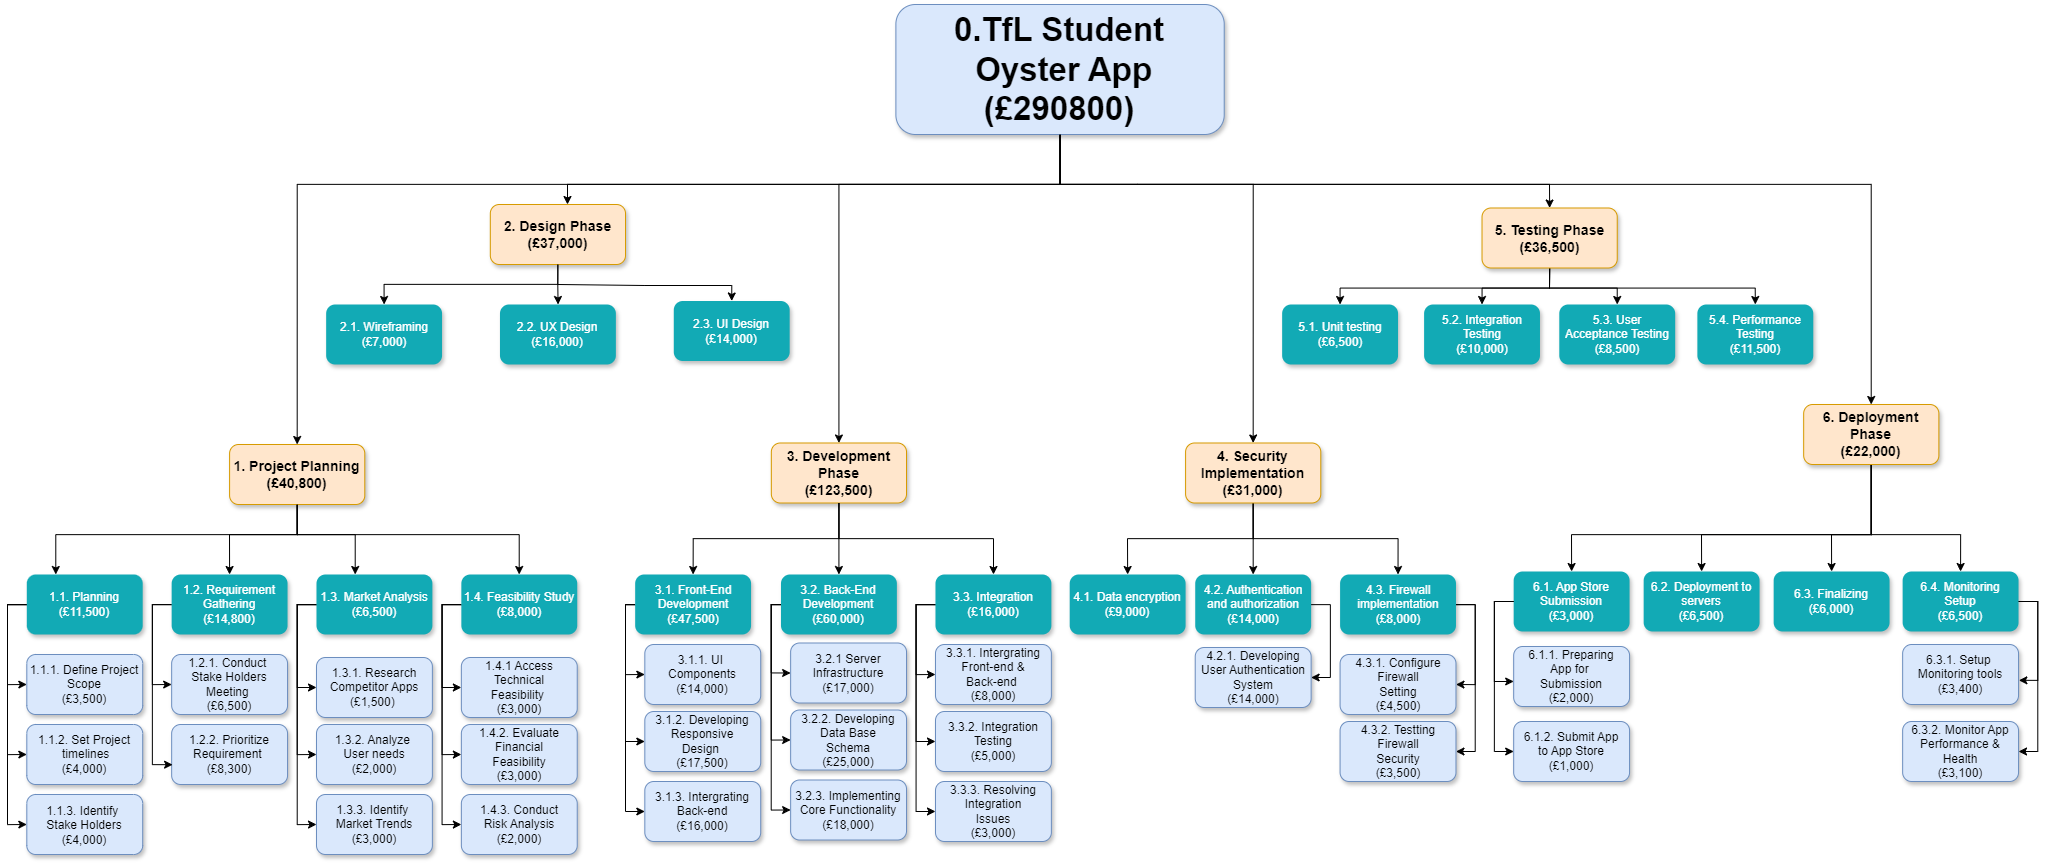 0.TfL Student
Oyster App
(£290800)
2. Design Phase
(£37,000)
5. Testing Phase
(£36,500)
2.1. Wireframing
(£7,000)
2.2. UX Design
(£16,000)
2.3. UI Design
(£14,000)
5.1. Unit testing
(£6,500)
5.2. Integration
Testing
(£10,000)
5.3. User
Acceptance Testing
(£8,500)
5.4. Performance
Testing
(£11,500)
1. Project Planning
(£40,800)
3. Development
Phase
(£123,500)
4. Security
Implementation
(£31,000)
6. Deployment
Phase
(£22,000)
1.1. Planning
(£11,500)
1.2. Requirement
Gathering
(£14,800)
1.3. Market Analysis
(£6,500)
1.4. Feasibility Study
(£8,000)
3.1. Front-End
Development
(£47,500)
3.2. Back-End
Development
(£60,000)
3.3. Integration
(£16,000)
4.1. Data encryption
(£9,000)
4.2. Authentication
and authorization
(£14,000)
4.3. Firewall
implementation
(£8,000)
6.1. App Store
Submission
(£3,000)
6.2. Deployment to
servers
(£6,500)
6.3. Finalizing
(£6,000)
6.4. Monitoring
Setup
(£6,500)
1.1.1. Define Project
Scope
(£3,500)
1.1.2. Set Project
timelines
(£4,000)
1.1.3. Identify
Stake Holders
(£4,000)
1.2.1. Conduct
Stake Holders
Meeting
(£6,500)
1.2.2. Prioritize
Requirement
(£8,300)
1.3.1. Research
Competitor Apps
(£1,500)
1.3.2. Analyze
User needs
(£2,000)
1.3.3. Identify
Market Trends
(£3,000)
1.4.1 Access
Technical
Feasibility
(£3,000)
1.4.2. Evaluate
Financial
Feasibility
(£3,000)
1.4.3. Conduct
Risk Analysis
(£2,000)
3.1.1. UI
Components
(£14,000)
3.1.2. Developing
Responsive
Design
(£17,500)
3.1.3. Intergrating
Back-end
(£16,000)
3.2.1 Server
Infrastructure
(£17,000)
3.2.2. Developing
Data Base
Schema
(£25,000)
3.2.3. Implementing
Core Functionality
(£18,000)
3.3.1. Intergrating
Front-end &
Back-end
(£8,000)
3.3.2. Integration
Testing
(£5,000)
3.3.3. Resolving
Integration
Issues
(£3,000)
4.2.1. Developing
User Authentication
System
(£14,000)
4.3.1. Configure
Firewall
Setting
(£4,500)
4.3.2. Testting
Firewall
Security
(£3,500)
6.1.1. Preparing
App for
Submission
(£2,000)
6.1.2. Submit App
to App Store
(£1,000)
6.3.1. Setup
Monitoring tools
(£3,400)
6.3.2. Monitor App
Performance &
Health
(£3,100)